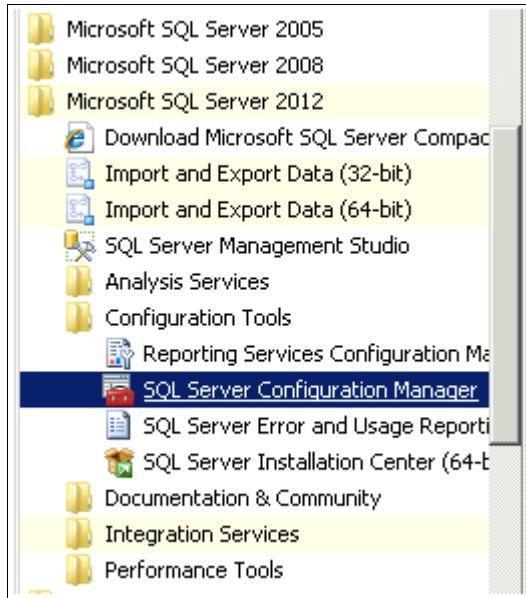 Microsoft SQL Server 2005
Microsoft SQL Server 2008
Microsoft SQL Server 2012
Download Microsoft SQL Server Compac
Import and Export Data (32-bit)
Import and Export Data (64-bit)
SQL Server Management Studio
Analysis Services
Configuration Tools
Reporting Services Configuration Ma
SQL Server Configuration Manager
SQL Server Error and Usage Reporti
SQL Server Installation Center (64-b
Documentation & Community
Integration Services
Performance Tools